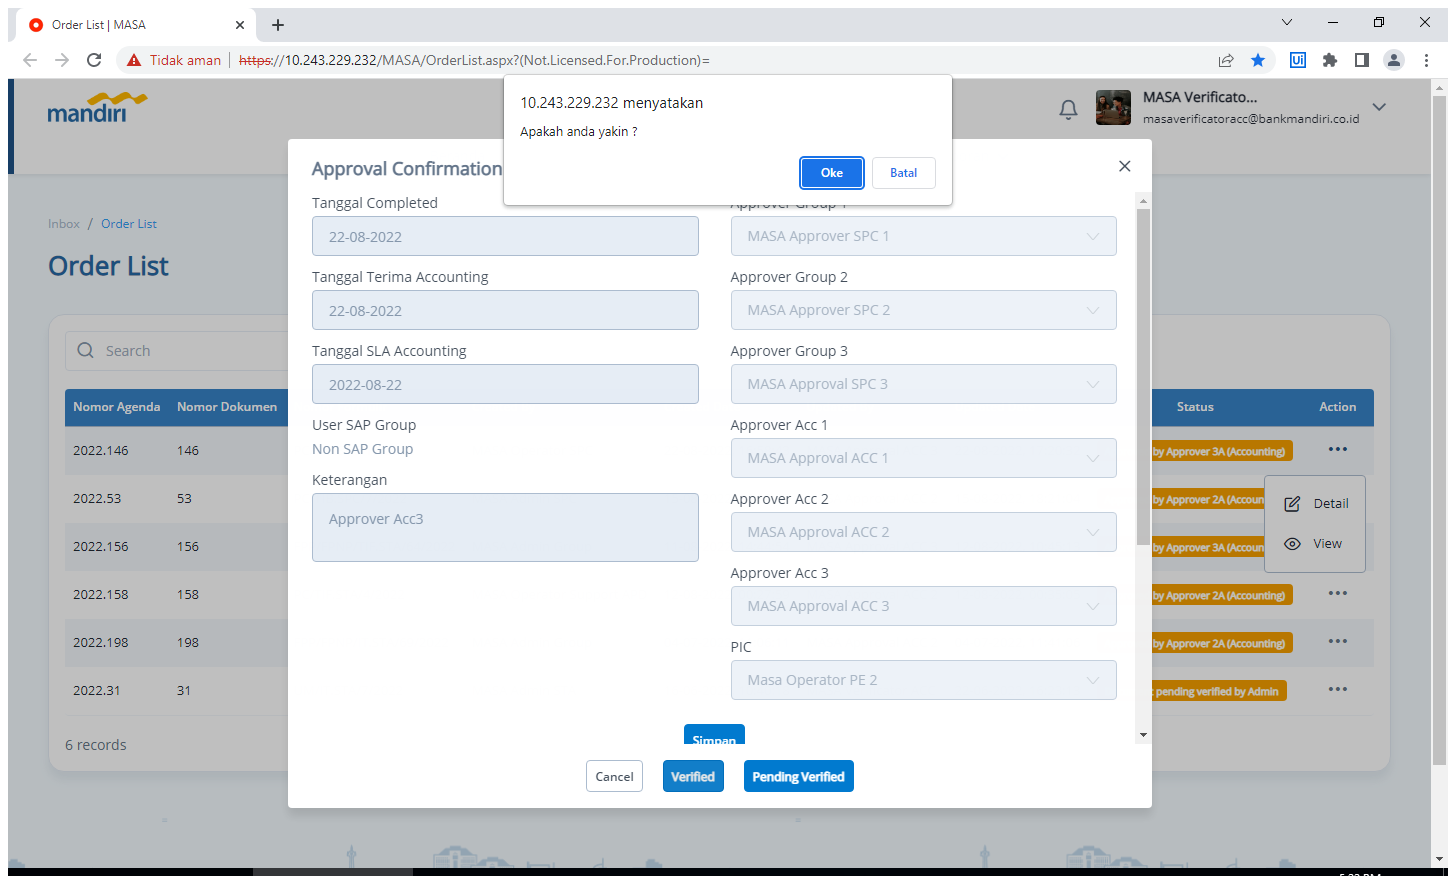 Order List | MASA
Tidak aman
https://10.243.229.232/MASA/OrderList.aspx?(Not.Licensed.For.Production)=
Ui
10.243.229.232 menyatakan
Apakah anda yakin ?
Oke
Batal
mandiri
MASA Verificato...
masaverificatoracc@bankmandiri.co.id
Inbox / Order List
Order List
Search
Nomor Agenda
Nomor Dokumen
Status
Action
2022.146
146
by Approver 3A (Accounting)
2022.53
53
by Approver 2A (Accoun
2022.156
156
by Approver 3A (Accoun
2022.158
158
by Approver 2A (Accounting)
2022.198
198
by Approver 2A (Accounting)
2022.31
31
pending verified by Admin
6 records
Detail
View
Approval Confirmation
Tanggal Completed
22-08-2022
Tanggal Terima Accounting
22-08-2022
Tanggal SLA Accounting
2022-08-22
User SAP Group
Non SAP Group
Keterangan
Approver Acc3
Approver Group 1
MASA Approver SPC 1
Approver Group 2
MASA Approver SPC 2
Approver Group 3
MASA Approval SPC 3
Approver Acc 1
MASA Approval ACC 1
Approver Acc 2
MASA Approval ACC 2
Approver Acc 3
MASA Approval ACC 3
PIC
Masa Operator PE 2
Simpan
Cancel
Verified
Pending Verified